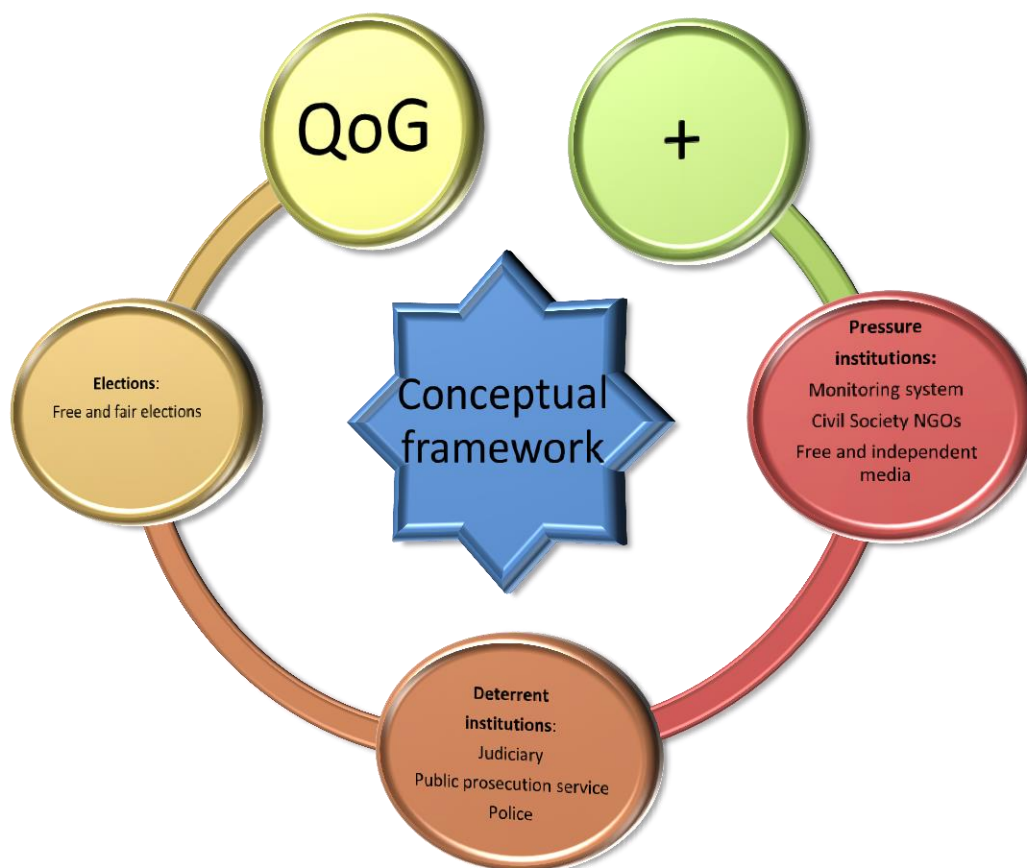 QoG
+
Elections:
Free and fair elections
Conceptual
framework
Pressure
institutions:
Monitoring system
Civil Society NGOs
Free and independent
media
Deterrent
institutions:
Judiciary
Public prosecution service
Police